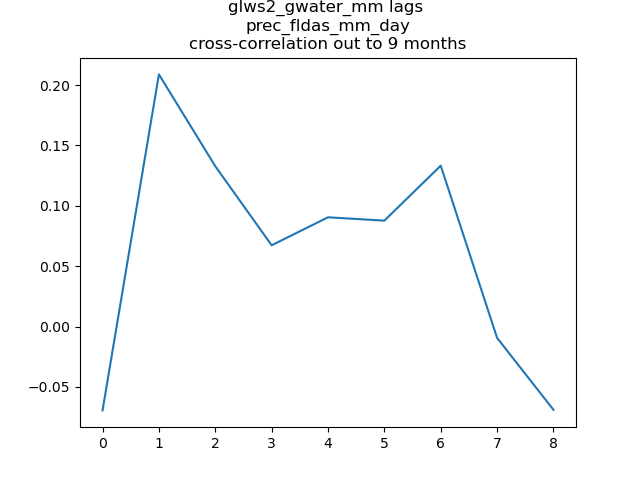 glws2_gwater_mm lags
prec_fldas_mm_day
cross-correlation out to 9 months
0.20
0.15
0.10
0.05
0.00
−0.05
0 1 2 3 4 5 6 7 8